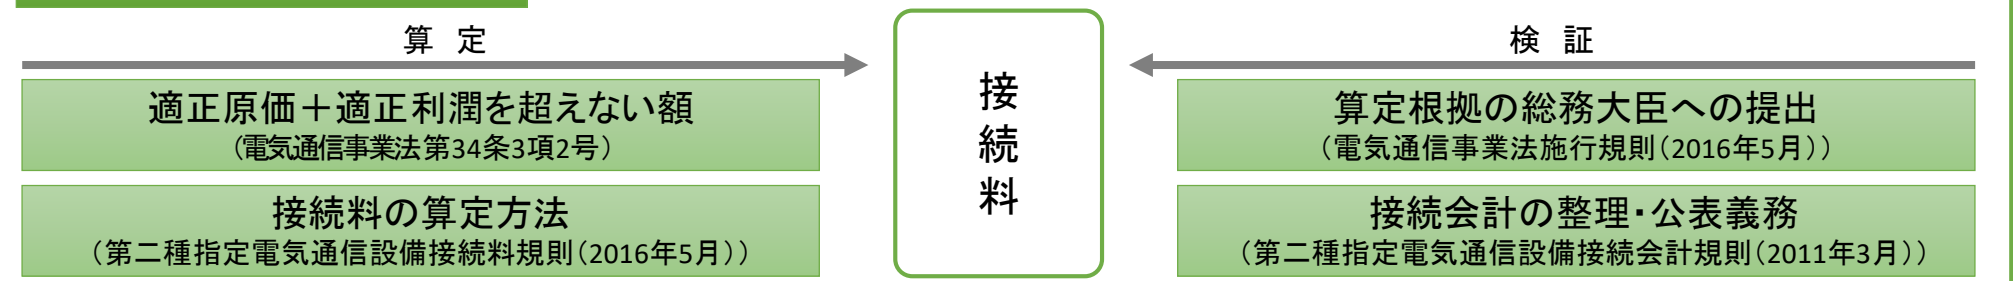 算 定
適正原価＋適正利潤を超えない額
（電気通信事業法第34条3項2号）
接続料の算定方法
（第二種指定電気通信設備接続料規則（2016年5月））
接続料
検 証
算定根拠の総務大臣への提出
（電気通信事業法施行規則（2016年5月））
接続会計の整理・公表義務
（第二種指定電気通信設備接続会計規則（2011年3月））